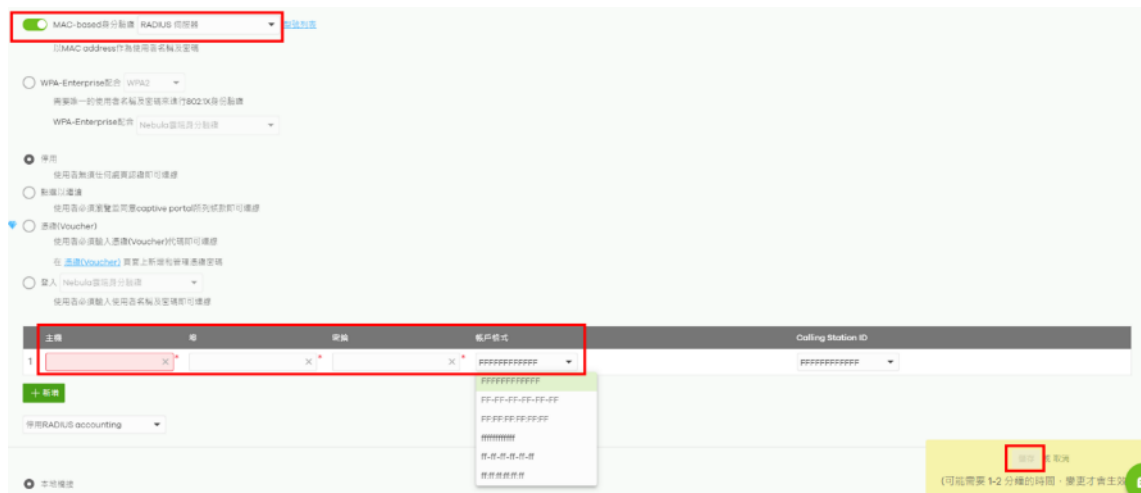 MAC-based身分驗證 RADIUS 伺服器
以MAC address作為使用者名稱及密碼
WPA-Enterprise配合 WPA2
需要唯一的使用者名稱及密碼來進行802.1X身份驗證
WPA-Enterprise配合 Nebula雲端身分驗證
停用
使用者無須任何處置認證即可連線
點擊以繼續
使用者必須瀏覽並同意captive portal所列條款即可連線
憑證(Voucher)
使用者必須輸入憑證(Voucher)代碼即可連線
在 憑證(Voucher) 頁面上新增和管理憑證密碼
登入 Nebula雲端身分驗證
使用者必須輸入使用者名稱及密碼即可連線
主機 埠 密鑰 帳戶格式 Calling Station ID
1 * * * FFFFFFFFFFFF FFFFFFFFFFFF
FFFFFFFFFFFF
FF-FF-FF-FF-FF-FF
FF:FF:FF:FF:FF:FF
ffffffffffff
ff-ff-ff-ff-ff-ff
ff:ff:ff:ff:ff:ff
+ 新增
停用RADIUS accounting
儲存 或 取消
(可能需要 1-2 分鐘的時間，變更才會生效
本地橋接